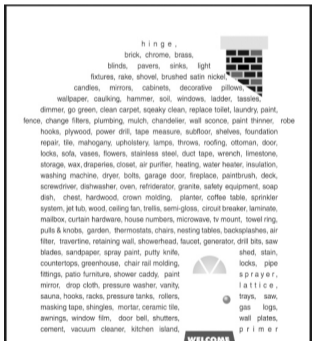 hinge,
brick, chrome, brass,
blinds, pavers, sinks, light
fixtures, rake, shovel, brushed satin nickel,
candles, mirrors, cabinets, decorative pillows,
wallpaper, caulking, hammer, soil, windows, ladder, tassles,
dimmer, go green, clean carpet, sqeaky clean, replace toilet, laundry, paint,
fence, change filters, plumbing, mulch, chandelier, wall sconce, paint thinner, robe
hooks, plywood, power drill, tape measure, subfloor, shelves, foundation
repair, tile, mahogany, upholstery, lamps, throws, roofing, ottoman, door,
locks, sofa, vases, flowers, stainless steel, duct tape, wrench, limestone,
storage, wax, draperies, closet, air purifier, heating, water heater, insulation,
washing machine, dryer, bolts, garage door, fireplace, paintbrush, deck,
screwdriver, dishwasher, oven, refriderator, granite, safety equipment, soap
dish, chest, hardwood, crown molding, planter, coffee table, sprinkler
system, jet tub, wood, ceiling fan, trellis, semi-gloss, circuit breaker, laminate,
mailbox, curtain hardware, house numbers, microwave, tv mount, towel ring,
pulls & knobs, garden, thermostats, chairs, nesting tables, backsplashes, air
filter, travertine, retaining wall, showerhead, faucet, generator, drill bits, saw
blades, sandpaper, spray paint, putty knife, shed, stain,
countertops, greenhouse, chair rail molding, locks, pipe
fittings, patio furniture, shower caddy, paint sprayer,
mirror, drop cloth, pressure washer, vanity, lattice,
sauna, hooks, racks, pressure tanks, rollers, trays, saw,
masking tape, shingles, mortar, ceramic tile, gas logs,
awnings, window film, door bell, shutters, wall plates,
cement, vacuum cleaner, kitchen island, primer
WELCOME